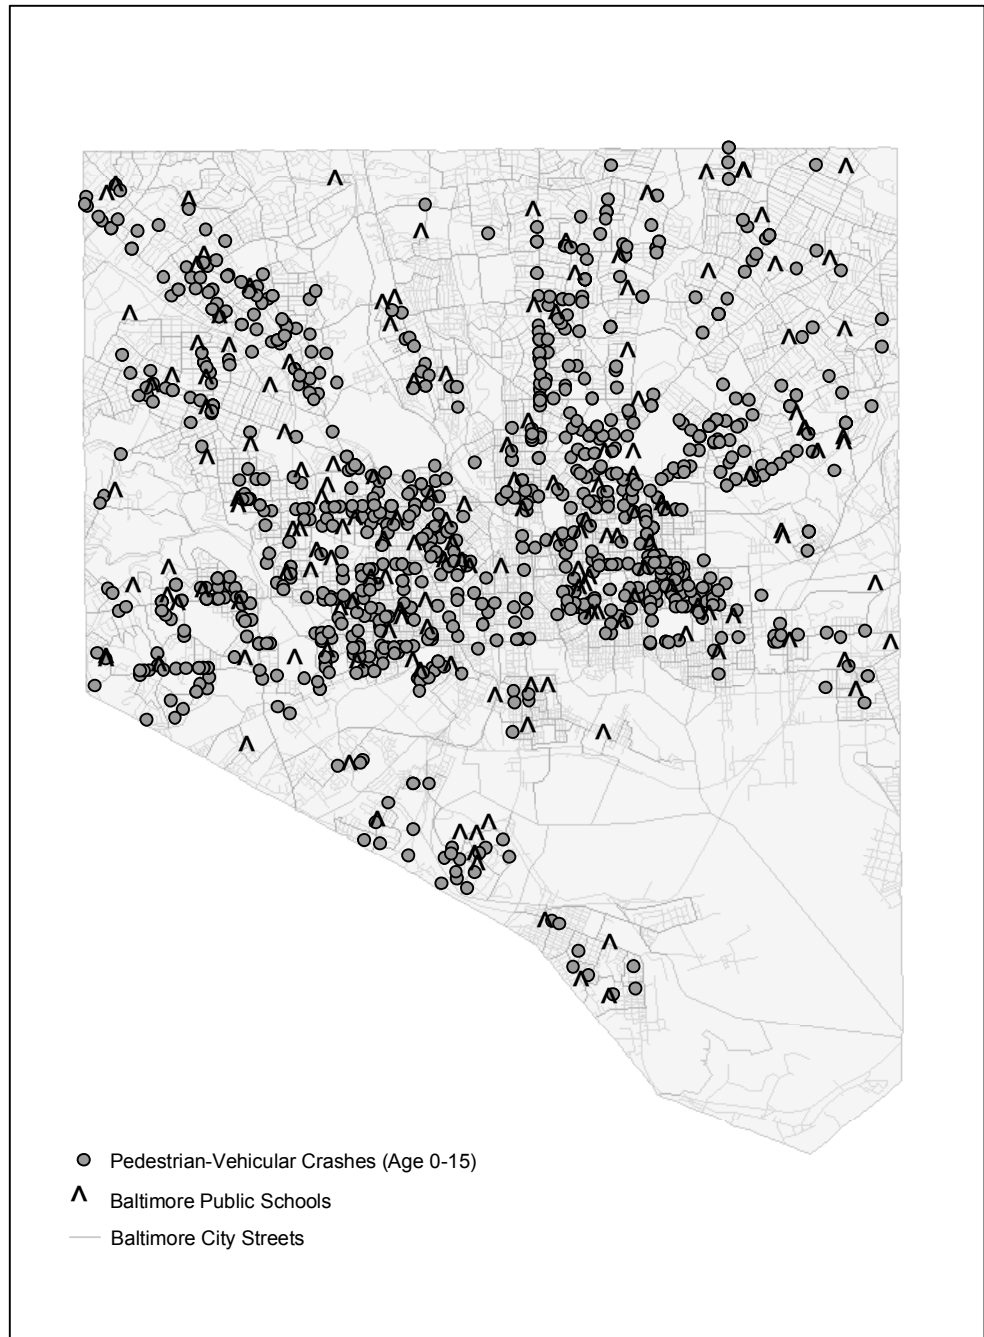 Pedestrian-Vehicular Crashes (Age 0-15)
Baltimore Public Schools
Baltimore City Streets